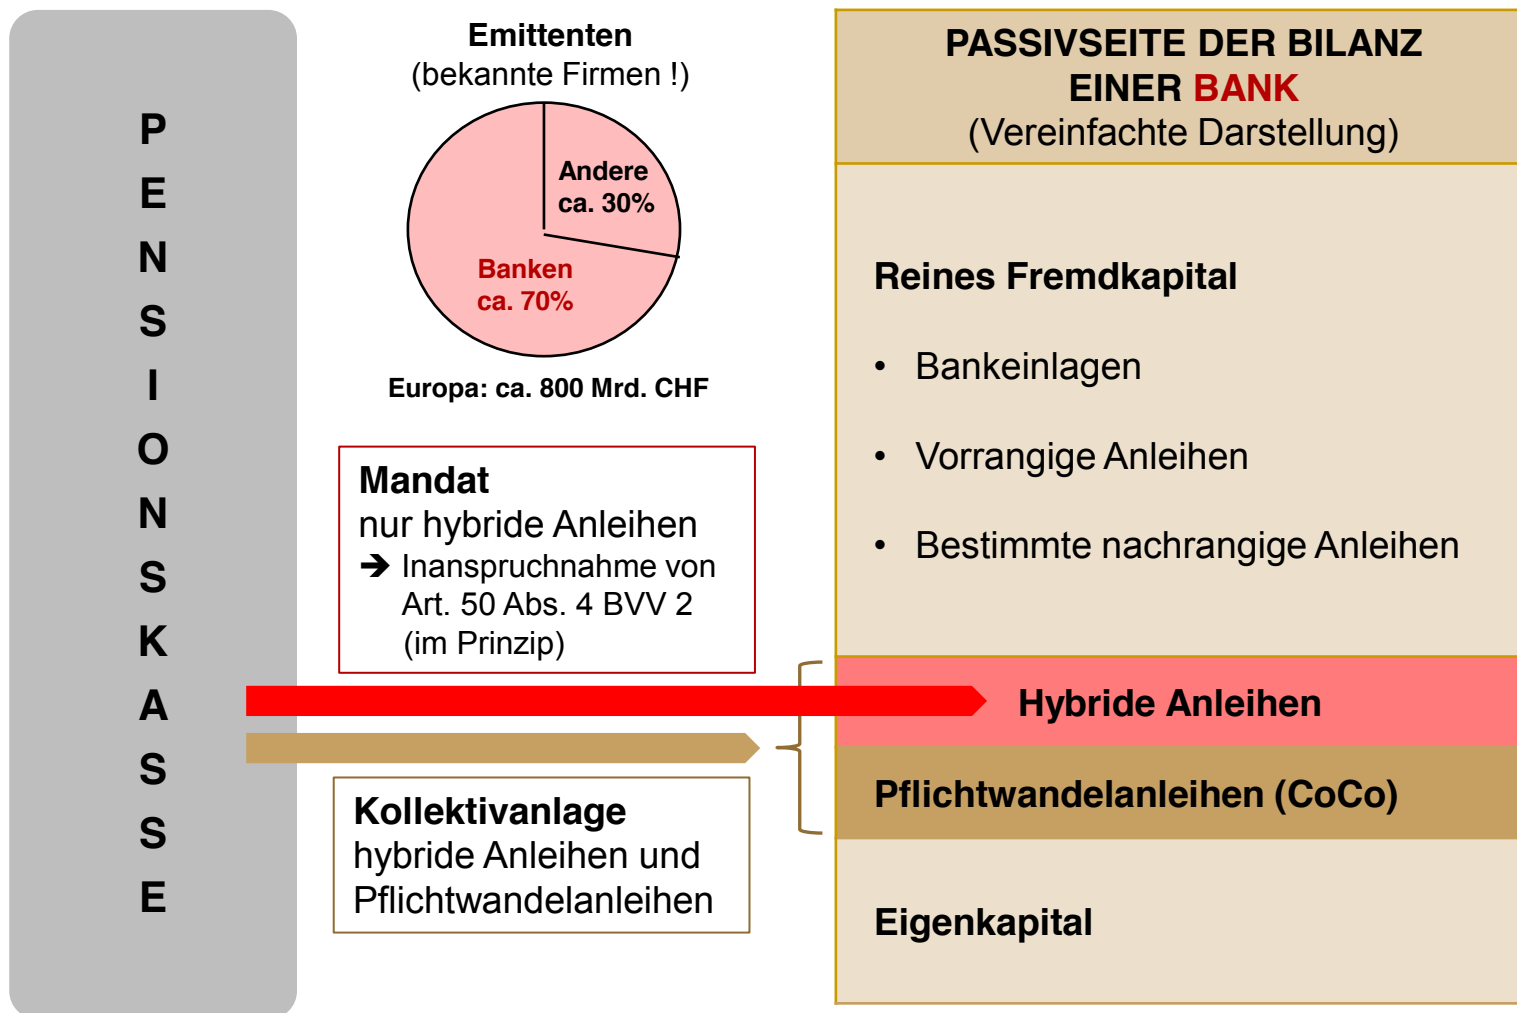 P
E
N
S
I
O
N
S
K
A
S
S
E
Emittenten
(bekannte Firmen !)
Andere
ca. 30%
Banken
ca. 70%
Europa: ca. 800 Mrd. CHF
Mandat
nur hybride Anleihen
➔ Inanspruchnahme von
Art. 50 Abs. 4 BVV 2
(im Prinzip)
Kollektivanlage
hybride Anleihen und
Pflichtwandelanleihen
PASSIVSEITE DER BILANZ
EINER BANK
(Vereinfachte Darstellung)
Reines Fremdkapital
• Bankeinlagen
• Vorrangige Anleihen
• Bestimmte nachrangige Anleihen
Hybride Anleihen
Pflichtwandelanleihen (CoCo)
Eigenkapital